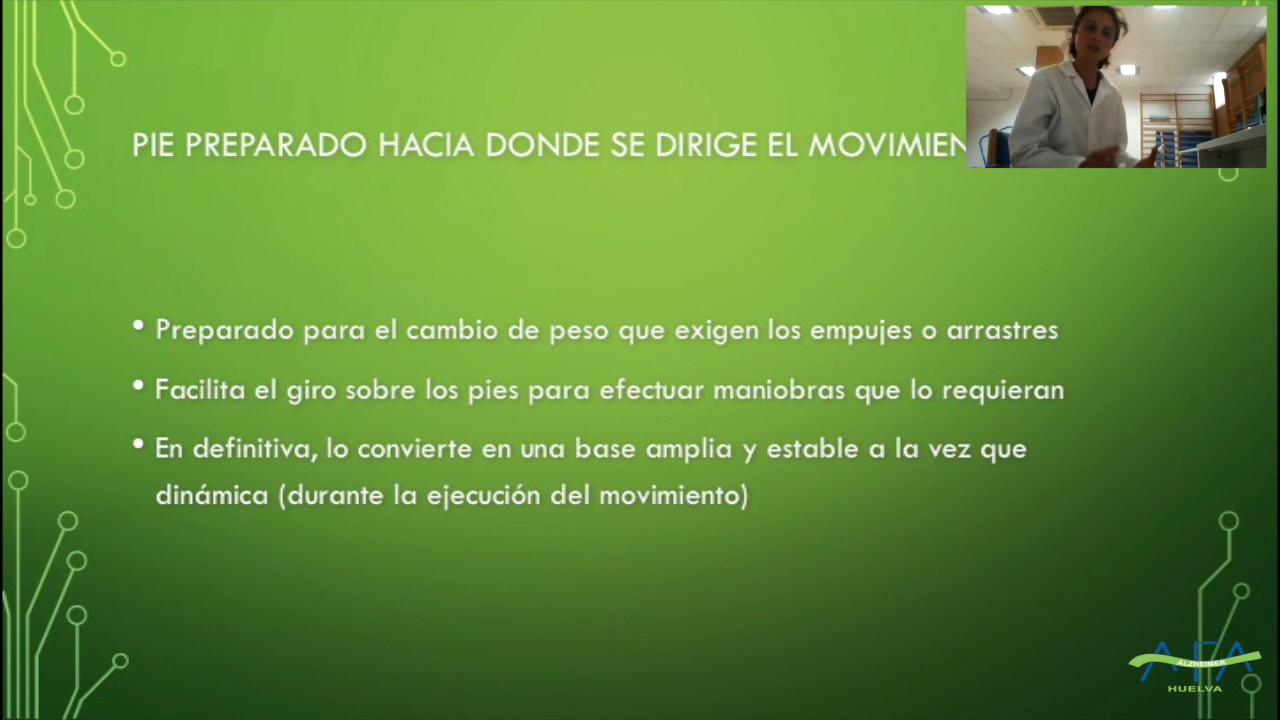 PIE PREPARADO HACIA DONDE SE DIRIGE EL MOVIMIEN
• Preparado para el cambio de peso que exigen los empujes o arrastres
• Facilita el giro sobre los pies para efectuar maniobras que lo requieran
• En definitiva, lo convierte en una base amplia y estable a la vez que
dinámica (durante la ejecución del movimiento)
AFA
ALZHEIMER
HUELVA